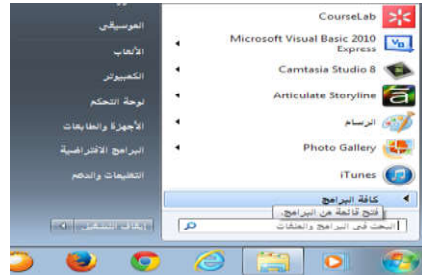 CourseLab
Microsoft Visual Basic 2010
Express
Camtasia Studio 8
Articulate Storyline
الرسام
Photo Gallery
iTunes
كافة البرامج
فتح قائمة من البرامج.
البحث في البرامج والملفات
الموسيقى
الألعاب
الكمبيوتر
لوحة التحكم
الأجهزة والطابعات
البرامج الافتراضية
التعليمات والدعم
إيقاف التشغيل